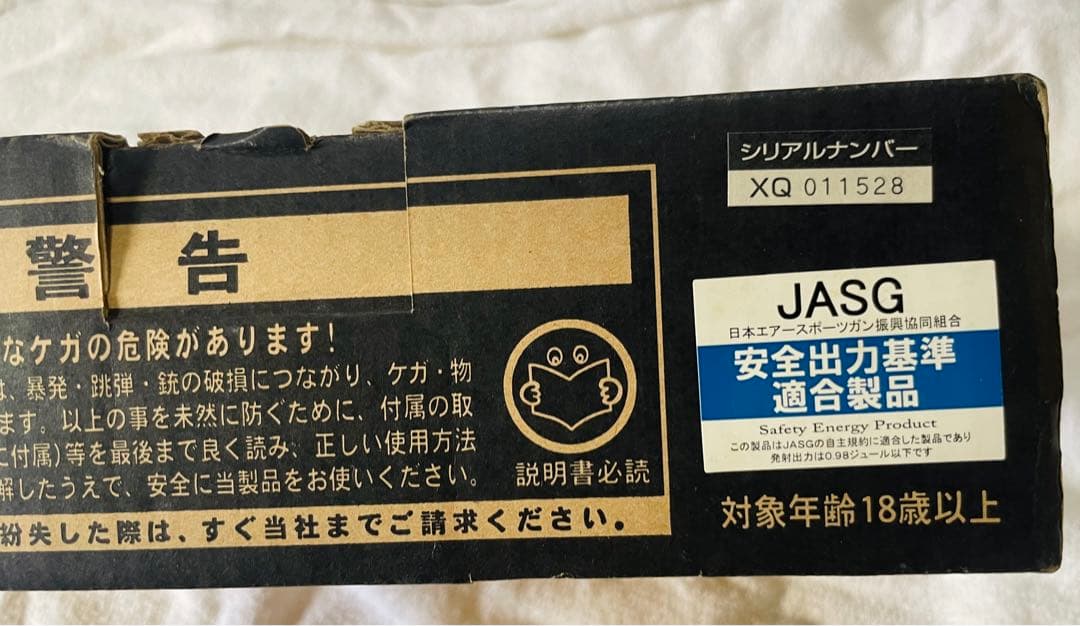 警告
なケガの危険があります!
は、暴発・跳弾・銃の破損につながり、ケガ・物
ます。以上の事を未然に防ぐために、付属の取
に付属)等を最後まで良く読み、正しい使用方法
解したうえで、安全に当製品をお使いください。
紛失した際は、すぐ当社までご請求ください。
説明書必読
シリアルナンバー
XQ 011528
JASG
日本エアースポーツガン振興協同組合
安全出力基準
適合製品
Safety Energy Product
この製品はJASGの自主規約に適合した製品であり
発射出力は0.98ジュール以下です
対象年齢18歳以上